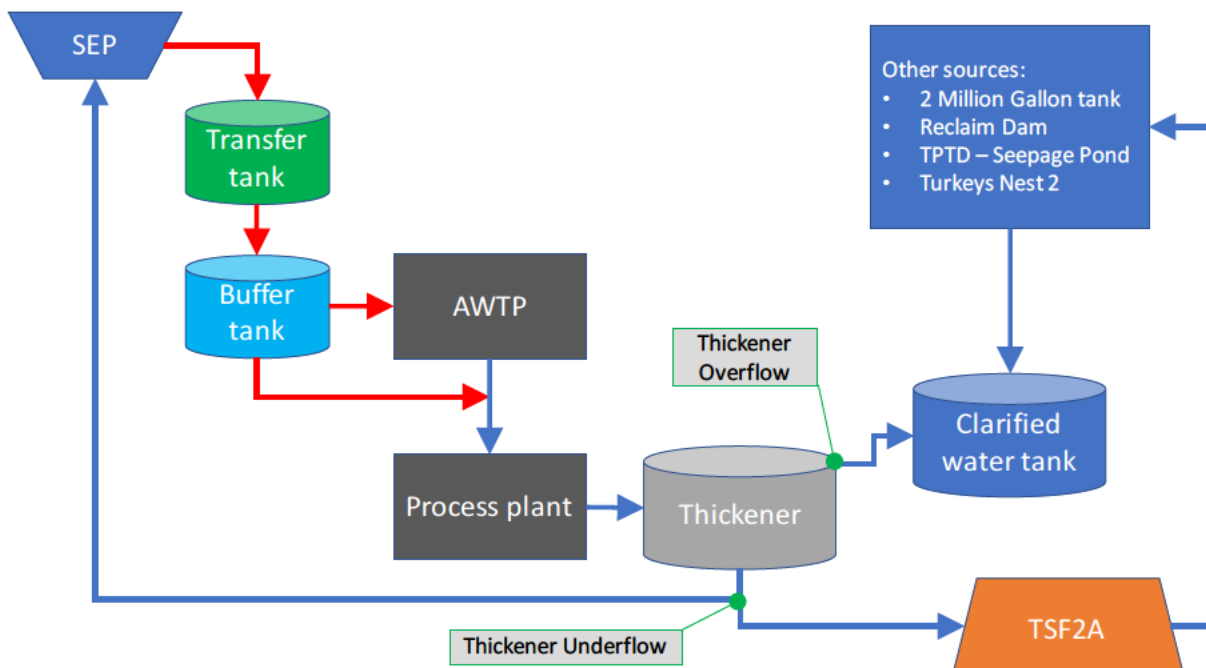 SEP
Other sources:
• 2 Million Gallon tank
• Reclaim Dam
• TPTD – Seepage Pond
• Turkeys Nest 2
Transfer
tank
Buffer
tank
AWTP
Thickener
Overflow
Clarified
water tank
Process plant
Thickener
Thickener Underflow
TSF2A